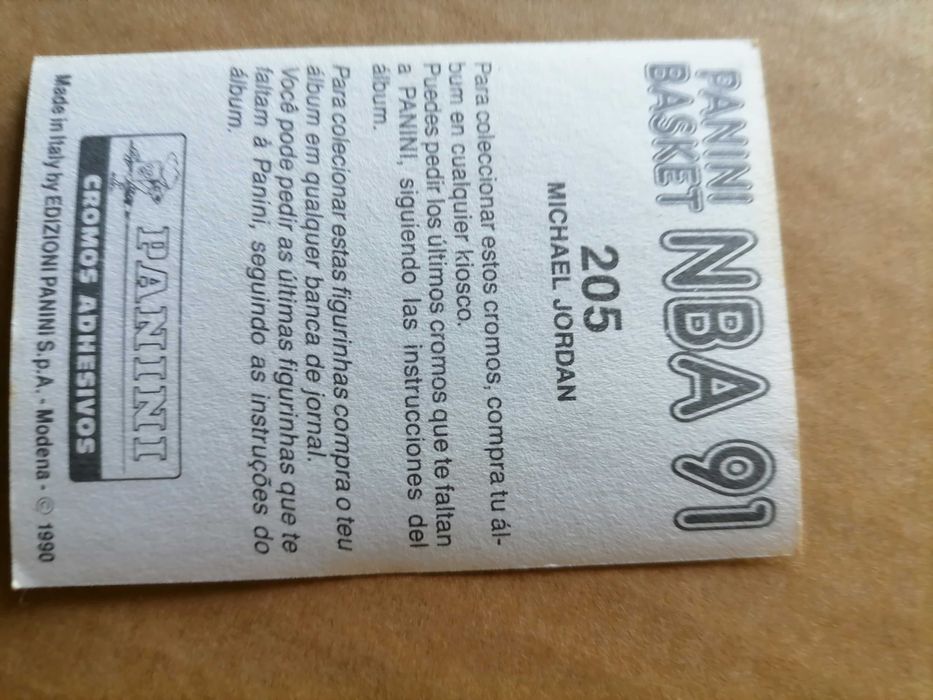 PANINI
BASKET NBA 91
205
MICHAEL JORDAN
Para coleccionar estos cromos, compra tu ál-
bum en cualquier kiosco.
Puedes pedir los últimos cromos que te faltan
a PANINI, siguiendo las instrucciones del
álbum.
Para colecionar estas figurinhas compra o teu
álbum em qualquer banca de jornal.
Você pode pedir as últimas figurinhas que te
faltam à Panini, seguindo as instruções do
álbum.
PANINI
CROMOS ADHESIVOS
Made in Italy by EDIZIONI PANINI S.p.A. - Modena - © 1990